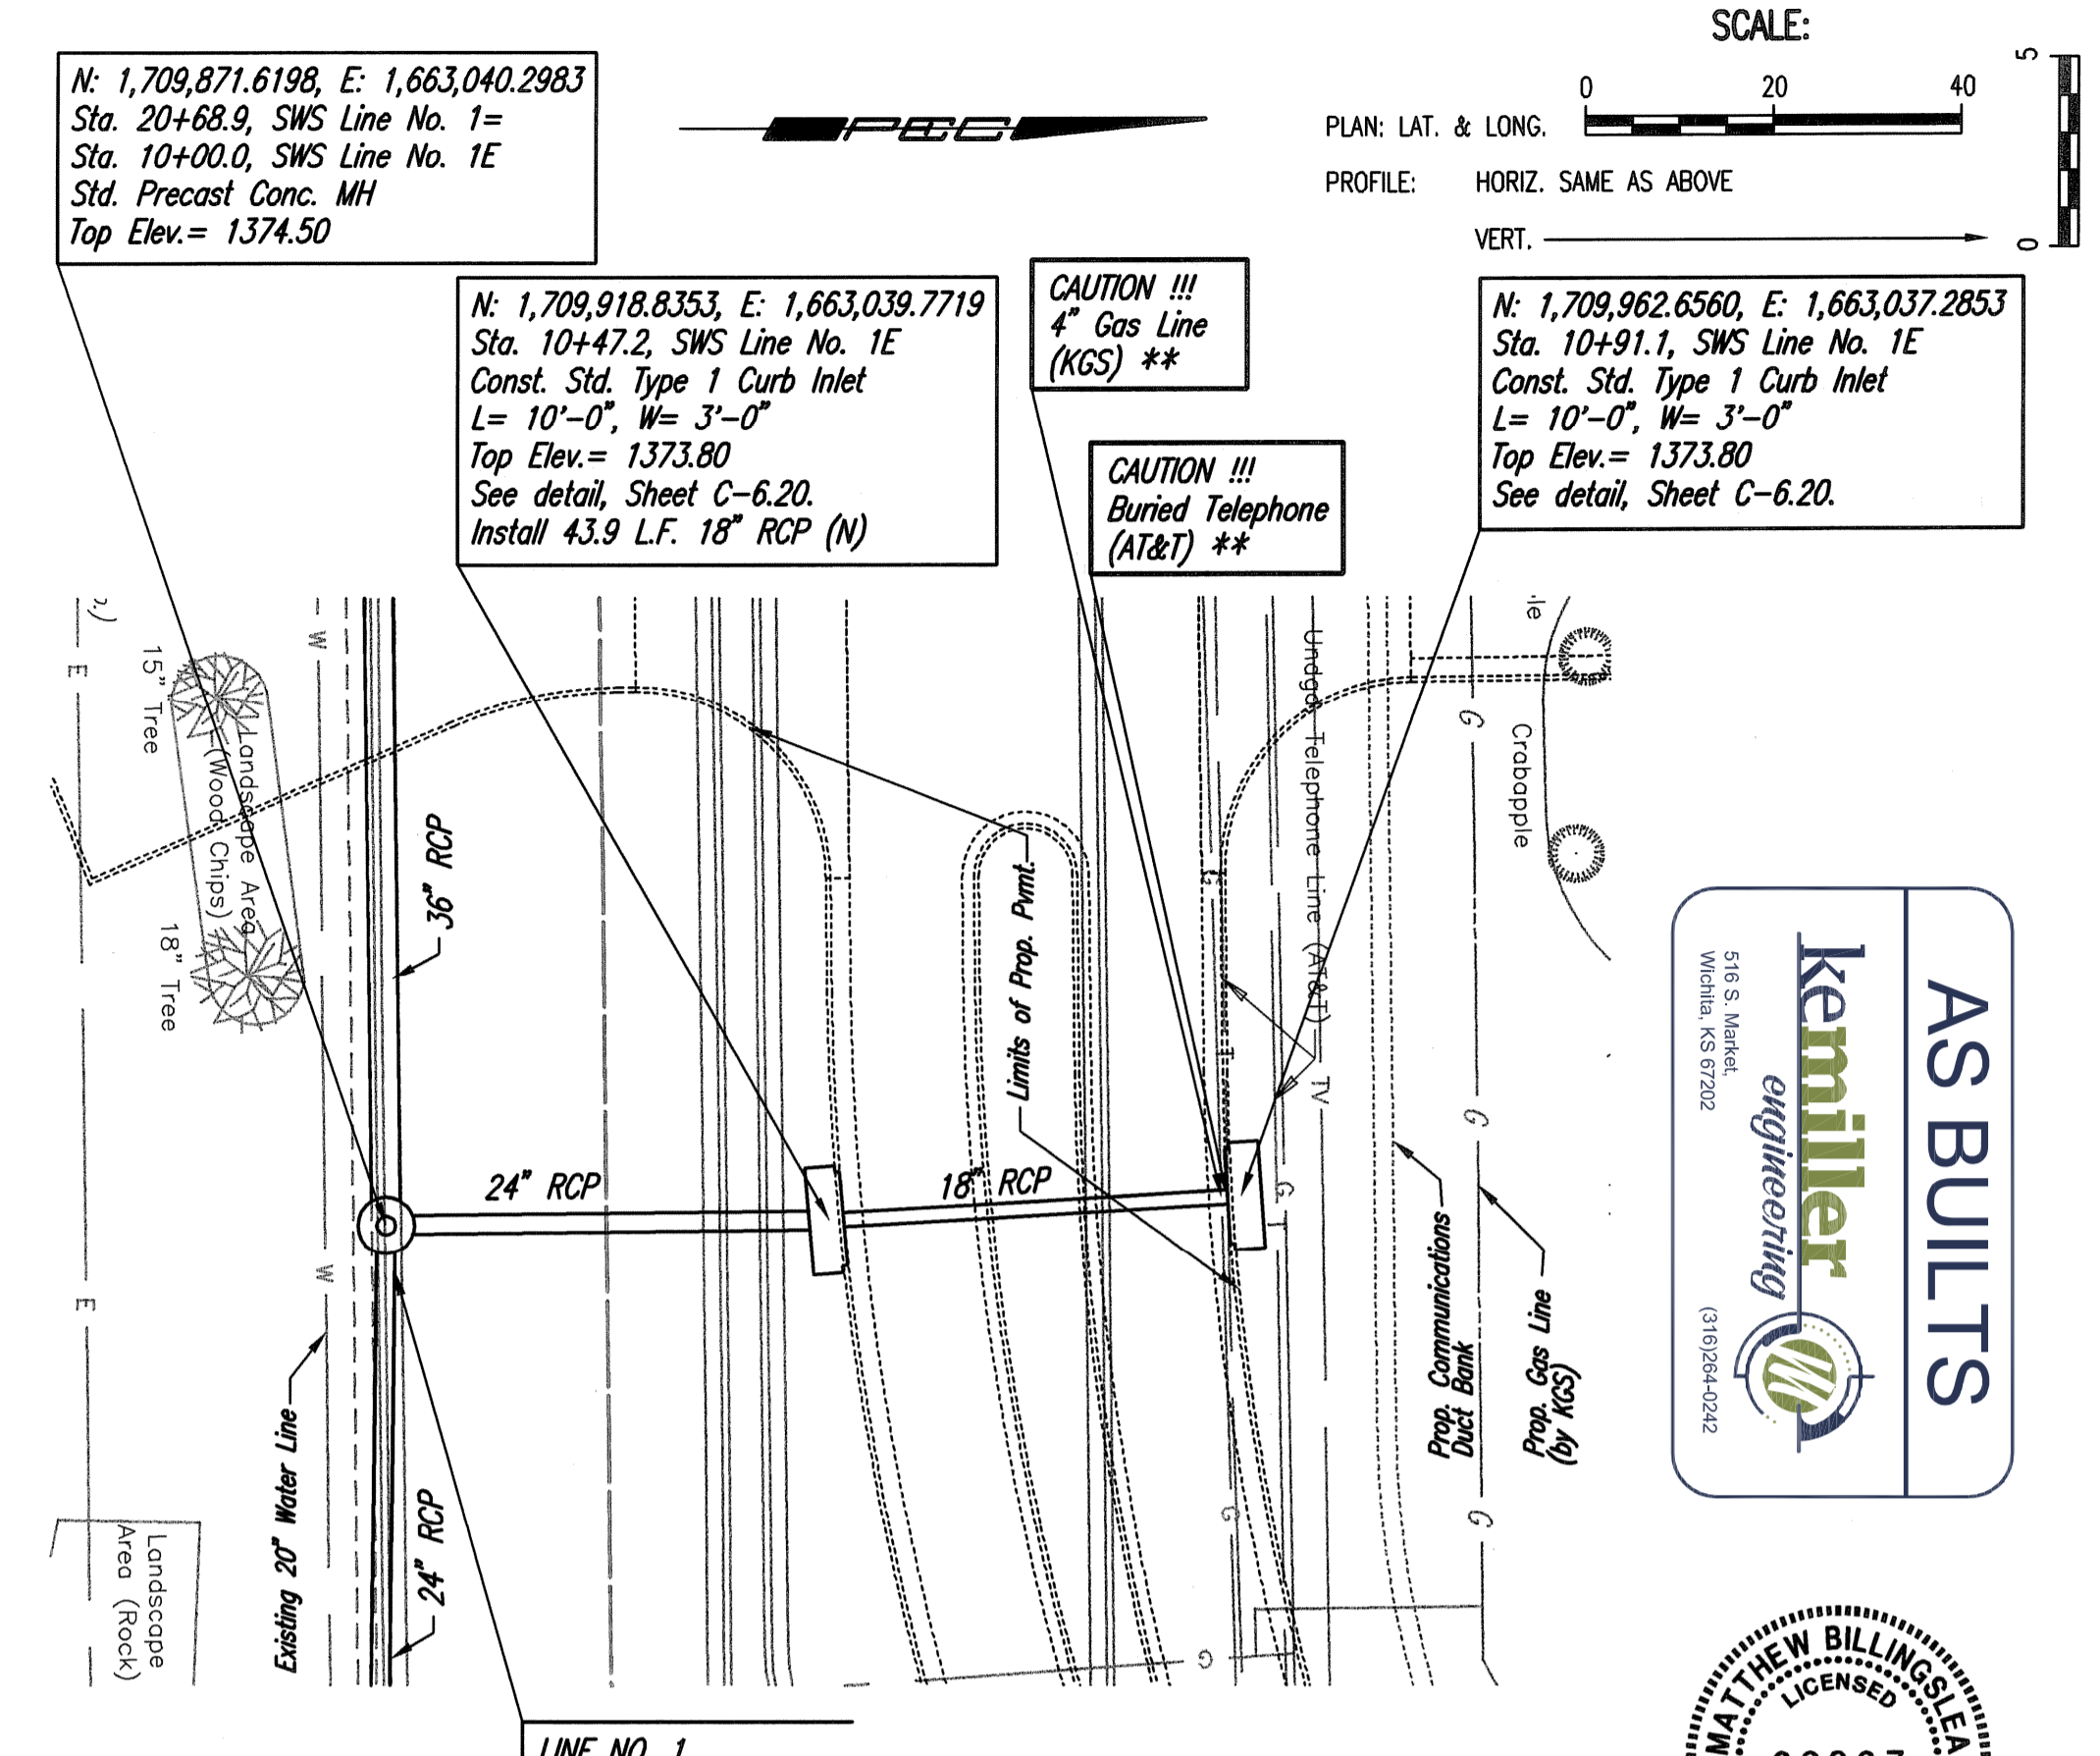 SCALE:
0 20 40
5
0
PLAN: LAT. & LONG.
PROFILE: HORIZ. SAME AS ABOVE
VERT.
PEC
N: 1,709,871.6198, E: 1,663,040.2983
Sta. 20+68.9, SWS Line No. 1=
Sta. 10+00.0, SWS Line No. 1E
Std. Precast Conc. MH
Top Elev.= 1374.50
N: 1,709,918.8353, E: 1,663,039.7719
Sta. 10+47.2, SWS Line No. 1E
Const. Std. Type 1 Curb Inlet
L= 10'-0", W= 3'-0"
Top Elev.= 1373.80
See detail, Sheet C-6.20.
Install 43.9 L.F. 18" RCP (N)
CAUTION !!!
4" Gas Line
(KGS) **
CAUTION !!!
Buried Telephone
(AT&T) **
N: 1,709,962.6560, E: 1,663,037.2853
Sta. 10+91.1, SWS Line No. 1E
Const. Std. Type 1 Curb Inlet
L= 10'-0", W= 3'-0"
Top Elev.= 1373.80
See detail, Sheet C-6.20.
E
E
15" Tree
18" Tree
Landscape Area
(Wood Chips)
W
W
36" RCP
24" RCP
18" RCP
24" RCP
Existing 20" Water Line
Landscape
Area (Rock)
Limits of Prop. Pvmt.
Undgd. Telephone Line (AT&T)
TV
T
G
G
G
G
G
G
G
Crabapple
Prop. Communications
Duct Bank
Prop. Gas Line
(by KGS)
LINE NO. 1
AS BUILTS
kemiller
engineering
516 S. Market,
Wichita, KS 67202
(316)264-0242
MATTHEW BILLINGSLEA
LICENSED